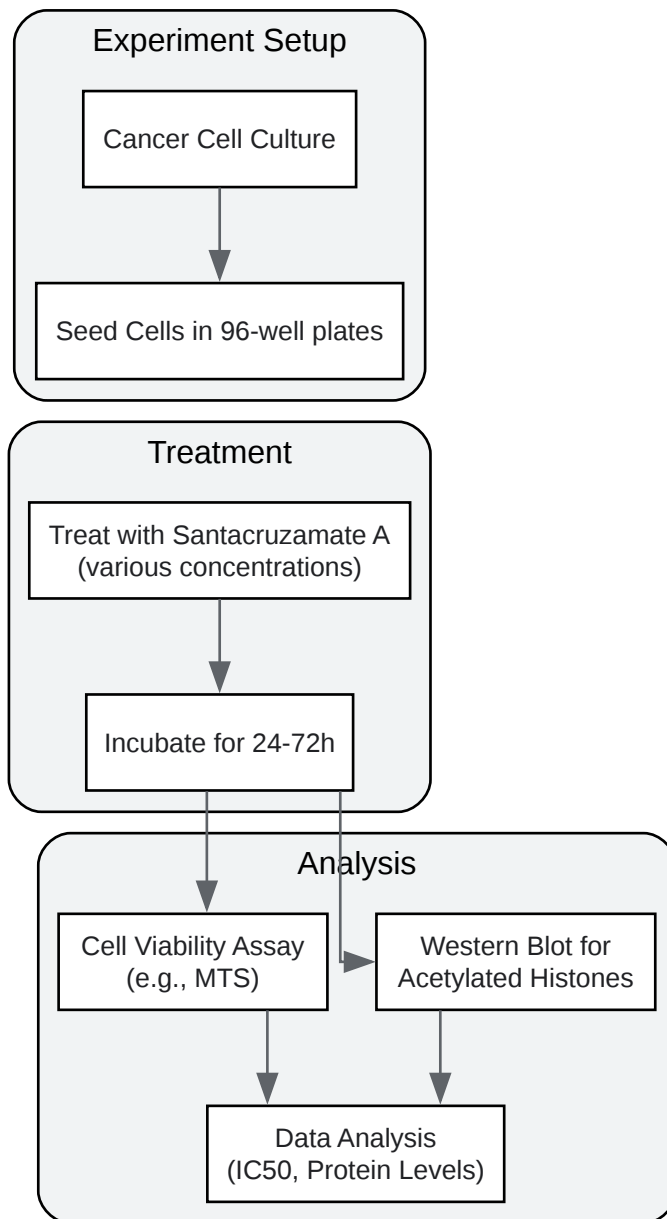 Experiment Setup
Cancer Cell Culture
Seed Cells in 96-well plates
Treatment
Treat with Santacruzamate A
(various concentrations)
Incubate for 24-72h
Analysis
Cell Viability Assay
(e.g., MTS)
Western Blot for
Acetylated Histones
Data Analysis
(IC50, Protein Levels)